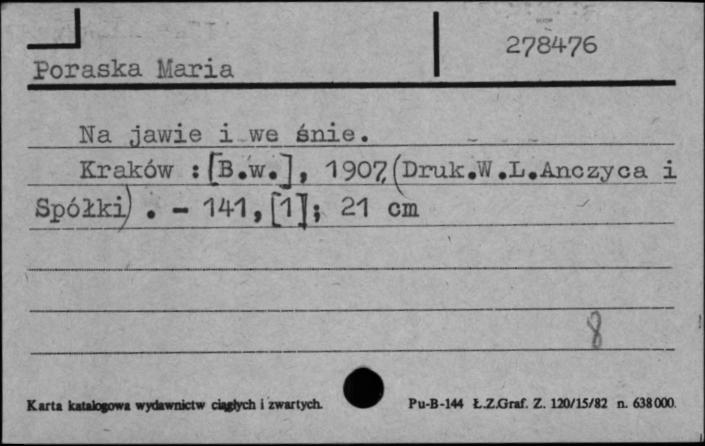 278476
Poraska Maria
Na jawie i we śnie.
Kraków : [B.w.], 1907, (Druk.W.L.Anczyca i
Spółki) . - 141, [1]; 21 cm
8
Karta katalogowa wydawnictw ciągłych i zwartych. Pu-B-144 Ł.Z.Graf. Z. 120/15/82 n. 638000.